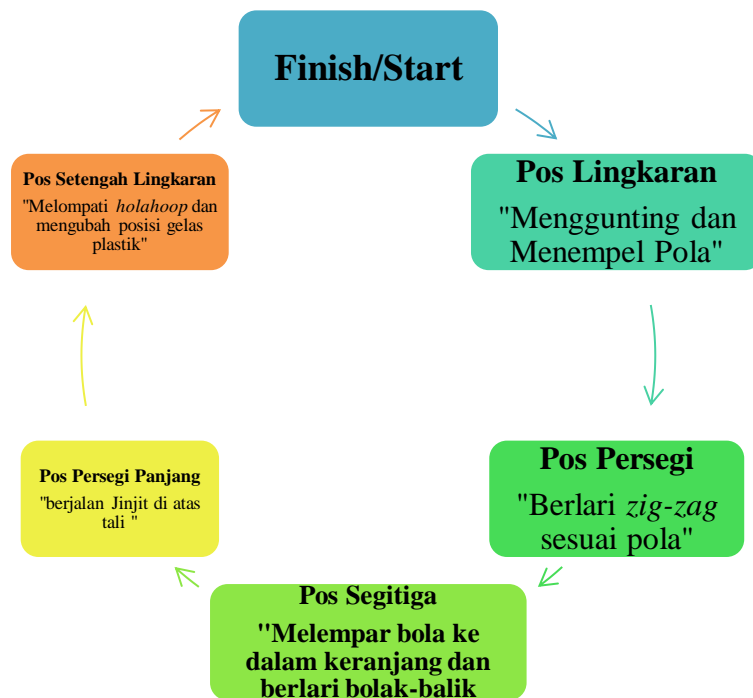 Finish/Start
Pos Lingkaran
"Menggunting dan
Menempel Pola"
Pos Persegi
"Berlari zig-zag
sesuai pola"
Pos Segitiga
"Melempar bola ke
dalam keranjang dan
berlari bolak-balik
Pos Persegi Panjang
"berjalan Jinjit di atas
tali "
Pos Setengah Lingkaran
"Melompati holahoop dan
mengubah posisi gelas
plastik"